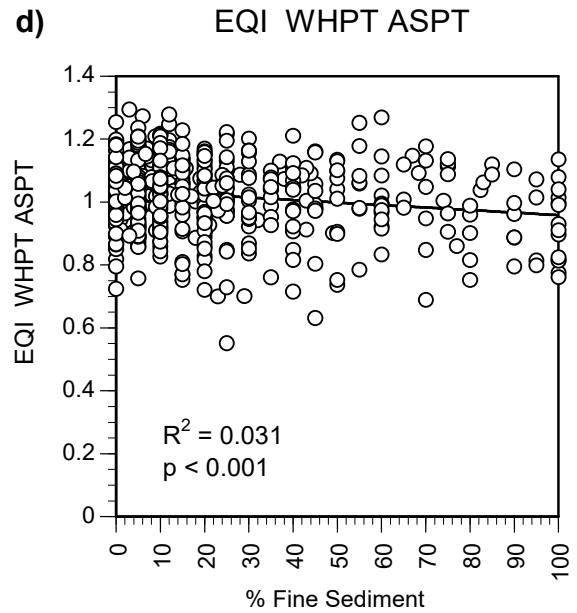 d) EQI WHPT ASPT
1.4
1.2
1
0.8
0.6
0.4
0.2
0
EQI WHPT ASPT
R² = 0.031
p < 0.001
0 10 20 30 40 50 60 70 80 90 100
% Fine Sediment